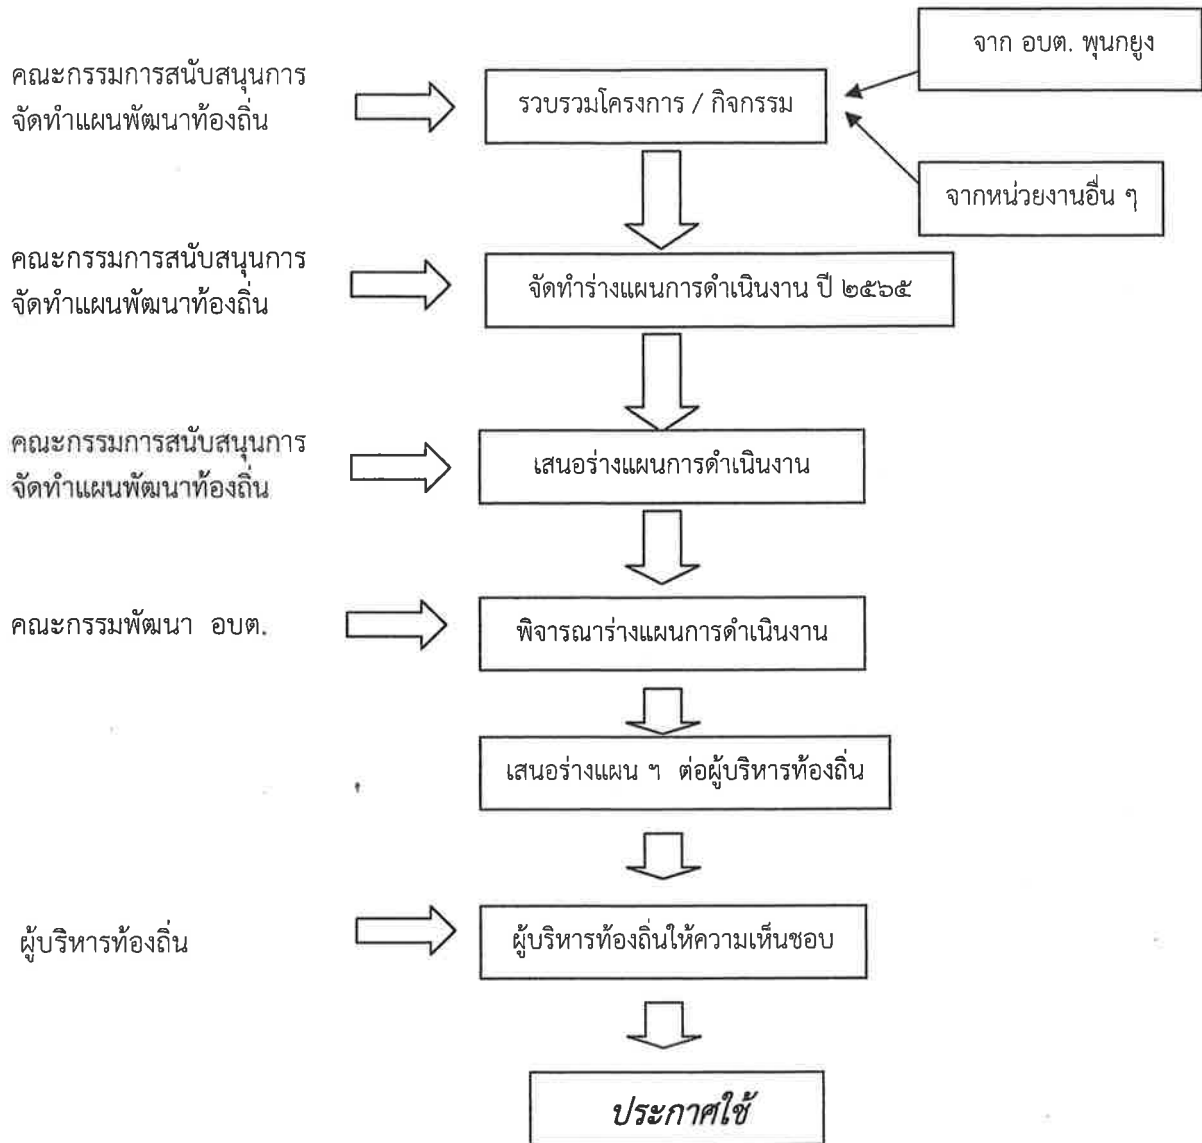 จาก อบต. พุนกยูง
คณะกรรมการสนับสนุนการ
จัดทำแผนพัฒนาท้องถิ่น
รวบรวมโครงการ / กิจกรรม
จากหน่วยงานอื่น ๆ
คณะกรรมการสนับสนุนการ
จัดทำแผนพัฒนาท้องถิ่น
จัดทำร่างแผนการดำเนินงาน ปี ๒๕๖๕
คณะกรรมการสนับสนุนการ
จัดทำแผนพัฒนาท้องถิ่น
เสนอร่างแผนการดำเนินงาน
คณะกรรมพัฒนา อบต.
พิจารณาร่างแผนการดำเนินงาน
เสนอร่างแผน ฯ ต่อผู้บริหารท้องถิ่น
ผู้บริหารท้องถิ่น
ผู้บริหารท้องถิ่นให้ความเห็นชอบ
ประกาศใช้